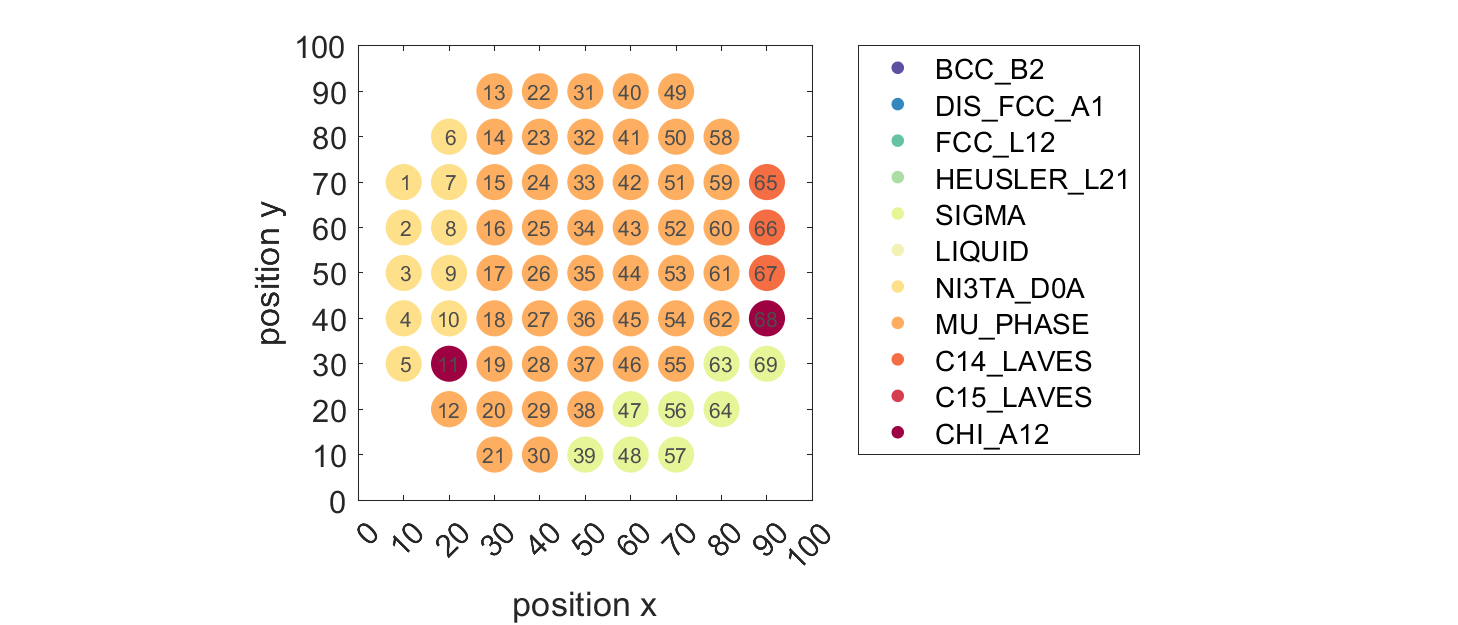 100
90
80
70
60
50
40
30
20
10
0
position y
13 22 31 40 49
6 14 23 32 41 50 58
1 7 15 24 33 42 51 59 65
2 8 16 25 34 43 52 60 66
3 9 17 26 35 44 53 61 67
4 10 18 27 36 45 54 62 68
5 11 19 28 37 46 55 63 69
12 20 29 38 47 56 64
21 30 39 48 57
0 10 20 30 40 50 60 70 80 90 100
position x
BCC_B2
DIS_FCC_A1
FCC_L12
HEUSLER_L21
SIGMA
LIQUID
NI3TA_D0A
MU_PHASE
C14_LAVES
C15_LAVES
CHI_A12